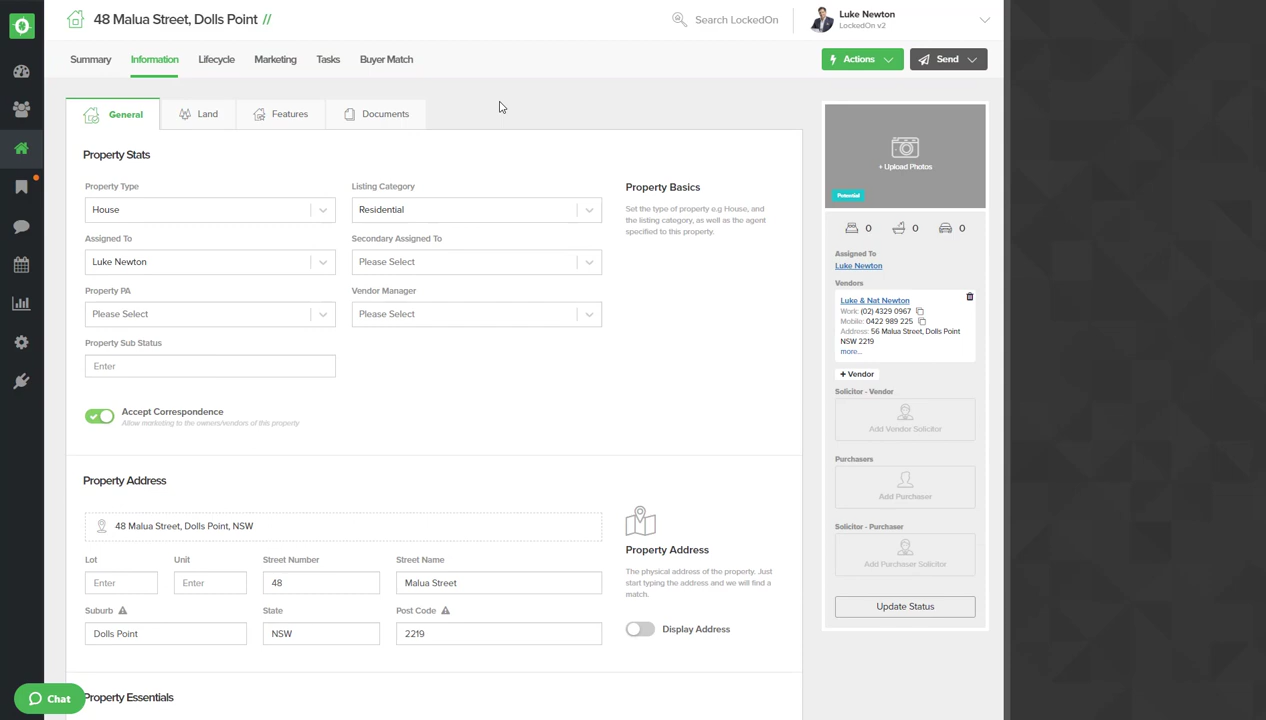 48 Malua Street, Dolls Point //
Search LockedOn
Luke Newton
LockedOn v2
Summary
Information
Lifecycle
Marketing
Tasks
Buyer Match
Actions
Send
General
Land
Features
Documents
Property Stats
Property Type
Listing Category
House
Residential
Assigned To
Secondary Assigned To
Luke Newton
Please Select
Property PA
Vendor Manager
Please Select
Please Select
Property Sub Status
Enter
Accept Correspondence
Allow marketing to the owners/vendors of this property
Property Basics
Set the type of property e.g House, and
the listing category, as well as the agent
specified to this property.
Property Address
48 Malua Street, Dolls Point, NSW
Lot
Unit
Street Number
Street Name
Enter
Enter
48
Malua Street
Suburb
State
Post Code
Dolls Point
NSW
2219
Property Address
The physical address of the property. Just
start typing the address and we will find a
match.
Display Address
Property Essentials
Chat
+ Upload Photos
Potential
0
0
0
Assigned To
Luke Newton
Vendors
Luke & Nat Newton
Work: (02) 4329 0967
Mobile: 0422 989 225
Address: 56 Malua Street, Dolls Point
NSW 2219
more...
+ Vendor
Solicitor - Vendor
Add Vendor Solicitor
Purchasers
Add Purchaser
Solicitor - Purchaser
Add Purchaser Solicitor
Update Status